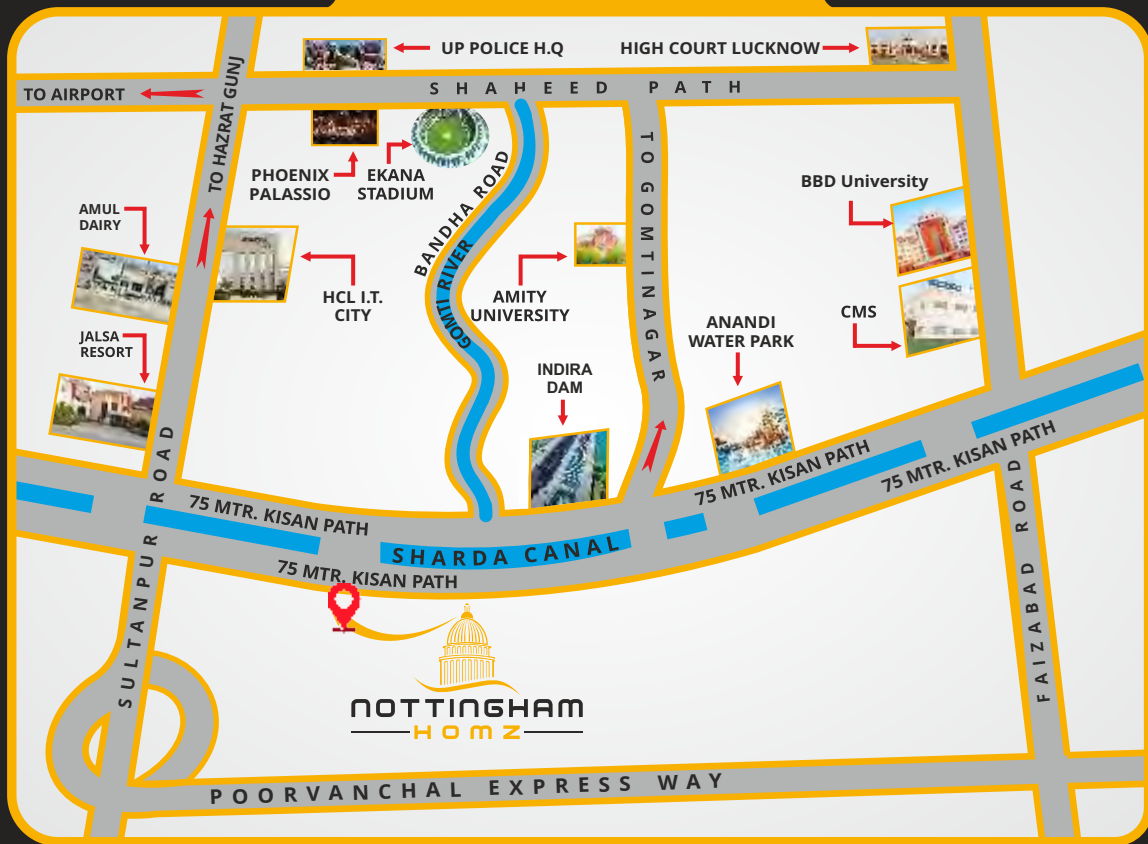 UP POLICE H.Q
HIGH COURT LUCKNOW
TO AIRPORT
SHAHEED PATH
TO HAZRAT GUNJ
PHOENIX
PALASSIO
EKANA
STADIUM
BANDHA ROAD
GOMTI RIVER
TO GOMTINAGAR
BBD University
AMUL
DAIRY
HCL I.T.
CITY
AMITY
UNIVERSITY
CMS
JALSA
RESORT
ANANDI
WATER PARK
INDIRA
DAM
SULTANPUR ROAD
75 MTR. KISAN PATH
75 MTR. KISAN PATH
75 MTR. KISAN PATH
SHARDA CANAL
75 MTR. KISAN PATH
FAIZABAD ROAD
NOTTINGHAM
HOMZ
POORVANCHAL EXPRESS WAY